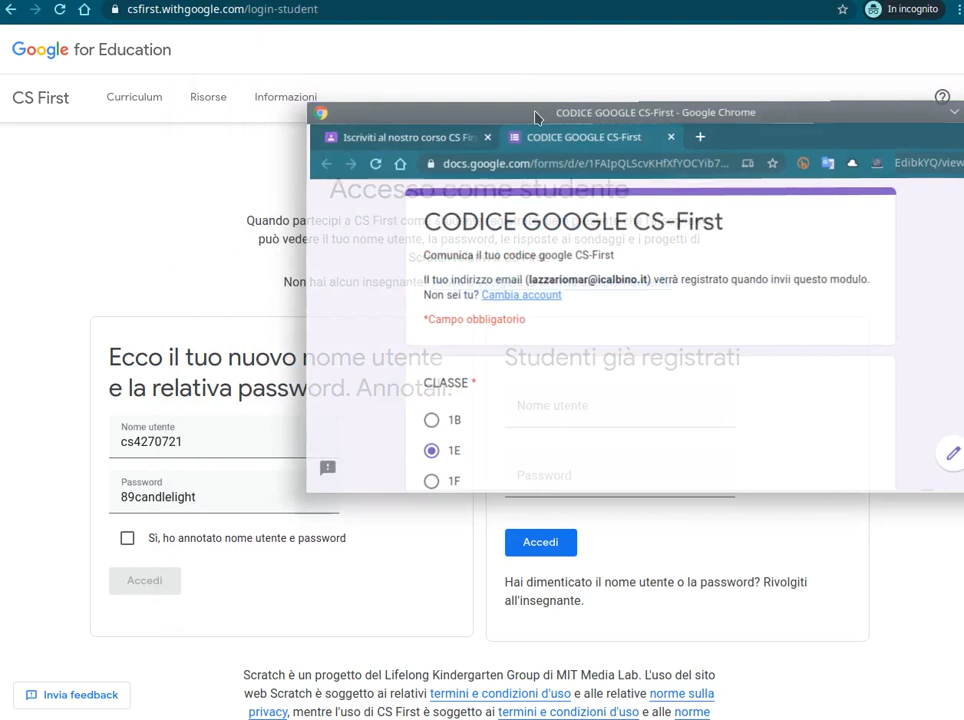 csfirst.withgoogle.com/login-student
In incognito
Google for Education
CS First
Curriculum
Risorse
Informazioni
CODICE GOOGLE CS-First - Google Chrome
Iscriviti al nostro corso CS Firs
CODICE GOOGLE CS-First
docs.google.com/forms/d/e/1FAIpQLScvKHfXfYOCYib7...
EdibkYQ/view
Accesso come studente
CODICE GOOGLE CS-First
Quando partecipi a CS First come
può vedere il tuo nome utente, la password, le risposte ai sondaggi e i progetti di
Comunica il tuo codice google CS-First
Non hai alcun insegnante
Il tuo indirizzo email (lazzariomar@icalbino.it) verrà registrato quando invii questo modulo.
Non sei tu? Cambia account
*Campo obbligatorio
Ecco il tuo nuovo nome utente
e la relativa password. Annotali.
Nome utente
cs4270721
Password
89candlelight
Sì, ho annotato nome utente e password
Accedi
CLASSE *
1B
1E
1F
Studenti già registrati
Nome utente
Password
Accedi
Hai dimenticato il nome utente o la password? Rivolgiti
all'insegnante.
Scratch è un progetto del Lifelong Kindergarten Group di MIT Media Lab. L'uso del sito
web Scratch è soggetto ai relativi termini e condizioni d'uso e alle relative norme sulla
privacy, mentre l'uso di CS First è soggetto ai termini e condizioni d'uso e alle norme
Invia feedback